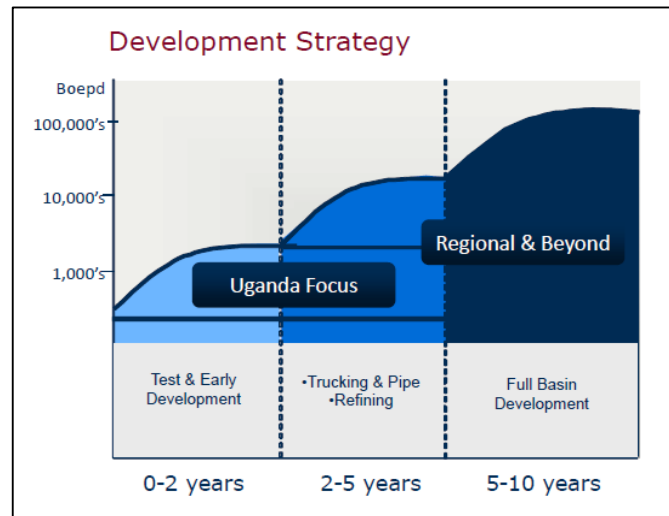 Development Strategy
Boepd
100,000's
10,000's
1,000's
Regional & Beyond
Uganda Focus
Test & Early
Development
•Trucking & Pipe
•Refining
Full Basin
Development
0-2 years
2-5 years
5-10 years